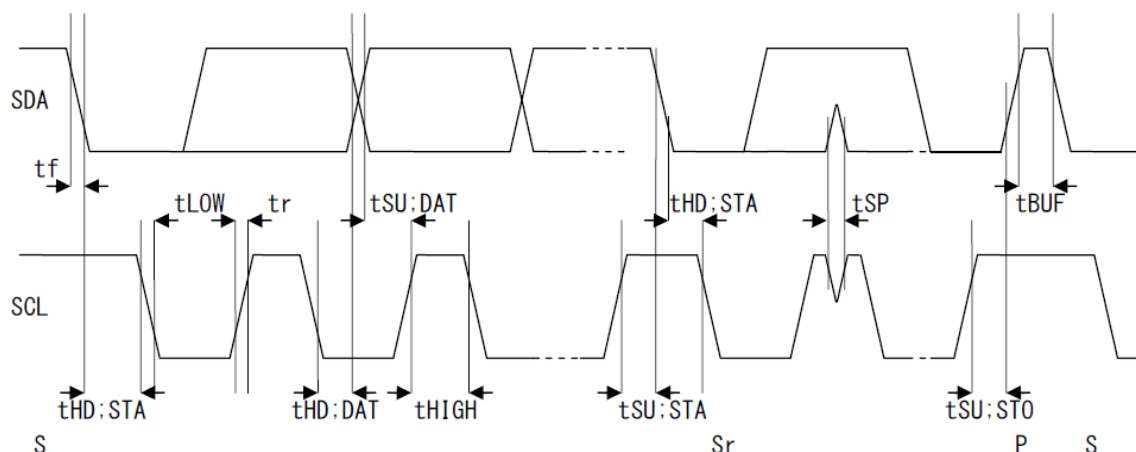 SDA
tf
tLOW
tr
tSU;DAT
tHD;STA
tSP
tBUF
SCL
tHD;STA
tHD;DAT
tHIGH
tSU;STA
tSU;STO
S
Sr
P
S